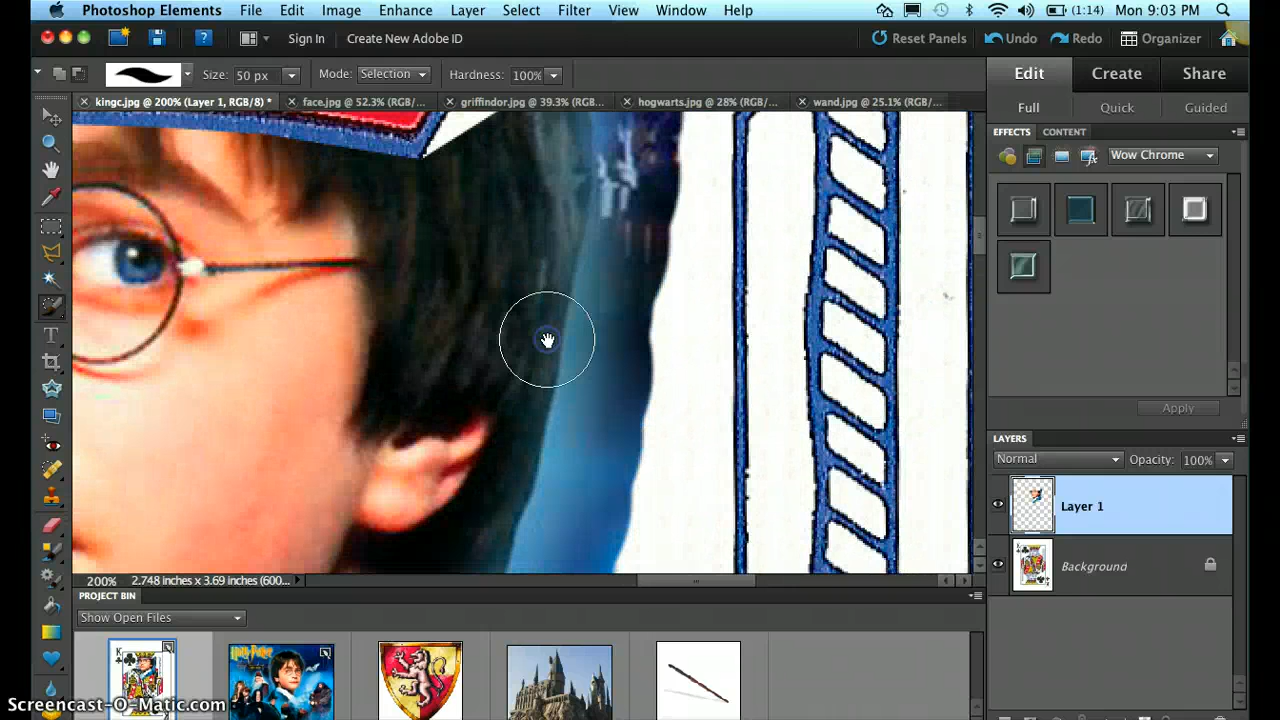 Photoshop Elements File Edit Image Enhance Layer Select Filter View Window Help (1:14) Mon 9:03 PM
Sign In Create New Adobe ID Reset Panels Undo Redo Organizer
Size: 50 px Mode: Selection Hardness: 100%
Edit Create Share
kingc.jpg @ 200% (Layer 1, RGB/8) * face.jpg @ 52.3% (RGB/... griffindor.jpg @ 39.3% (RGB/... hogwarts.jpg @ 28% (RGB/... wand.jpg @ 25.1% (RGB/...
Full Quick Guided
EFFECTS CONTENT
Wow Chrome
Apply
LAYERS
Normal Opacity: 100%
Layer 1
Background
200% 2.748 inches x 3.69 inches (600...
PROJECT BIN
Show Open Files
K
Harry Potter
Screencast-O-Matic.com